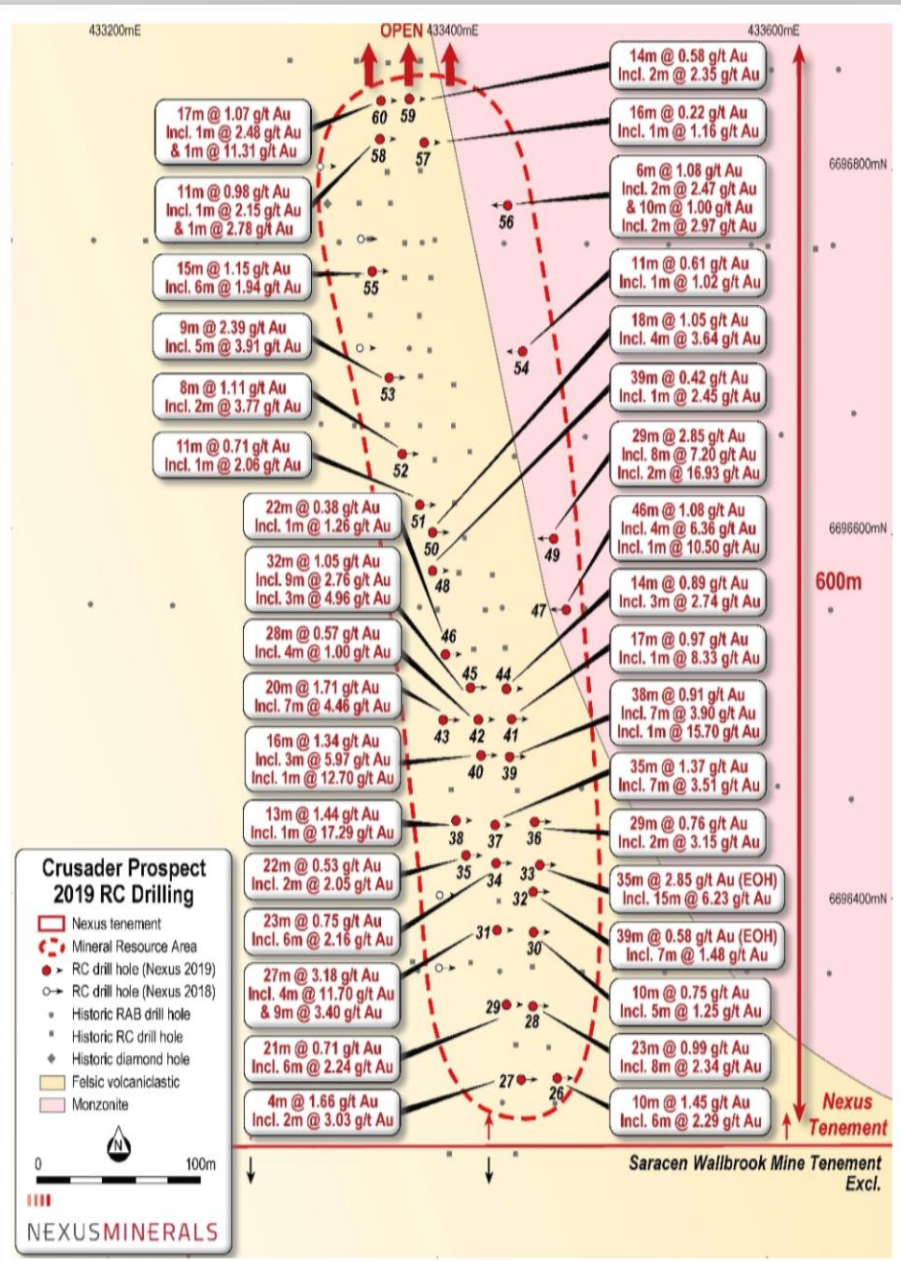 433200mE
OPEN
433400mE
433600mE
14m @ 0.58 g/t Au
Incl. 2m @ 2.35 g/t Au
17m @ 1.07 g/t Au
Incl. 1m @ 2.48 g/t Au
& 1m @ 11.31 g/t Au
60
59
16m @ 0.22 g/t Au
Incl. 1m @ 1.16 g/t Au
58
57
6696800mN
6m @ 1.08 g/t Au
Incl. 2m @ 2.47 g/t Au
& 10m @ 1.00 g/t Au
Incl. 2m @ 2.97 g/t Au
11m @ 0.98 g/t Au
Incl. 1m @ 2.15 g/t Au
& 1m @ 2.78 g/t Au
56
15m @ 1.15 g/t Au
Incl. 6m @ 1.94 g/t Au
55
11m @ 0.61 g/t Au
Incl. 1m @ 1.02 g/t Au
9m @ 2.39 g/t Au
Incl. 5m @ 3.91 g/t Au
18m @ 1.05 g/t Au
Incl. 4m @ 3.64 g/t Au
54
53
8m @ 1.11 g/t Au
Incl. 2m @ 3.77 g/t Au
39m @ 0.42 g/t Au
Incl. 1m @ 2.45 g/t Au
11m @ 0.71 g/t Au
Incl. 1m @ 2.06 g/t Au
52
29m @ 2.85 g/t Au
Incl. 8m @ 7.20 g/t Au
Incl. 2m @ 16.93 g/t Au
22m @ 0.38 g/t Au
Incl. 1m @ 1.26 g/t Au
51
50
49
46m @ 1.08 g/t Au
Incl. 4m @ 6.36 g/t Au
Incl. 1m @ 10.50 g/t Au
6696600mN
32m @ 1.05 g/t Au
Incl. 9m @ 2.76 g/t Au
Incl. 3m @ 4.96 g/t Au
48
47
14m @ 0.89 g/t Au
Incl. 3m @ 2.74 g/t Au
600m
28m @ 0.57 g/t Au
Incl. 4m @ 1.00 g/t Au
46
17m @ 0.97 g/t Au
Incl. 1m @ 8.33 g/t Au
45
44
20m @ 1.71 g/t Au
Incl. 7m @ 4.46 g/t Au
43
42
41
38m @ 0.91 g/t Au
Incl. 7m @ 3.90 g/t Au
Incl. 1m @ 15.70 g/t Au
16m @ 1.34 g/t Au
Incl. 3m @ 5.97 g/t Au
Incl. 1m @ 12.70 g/t Au
40
39
35m @ 1.37 g/t Au
Incl. 7m @ 3.51 g/t Au
13m @ 1.44 g/t Au
Incl. 1m @ 17.29 g/t Au
38
37
36
29m @ 0.76 g/t Au
Incl. 2m @ 3.15 g/t Au
22m @ 0.53 g/t Au
Incl. 2m @ 2.05 g/t Au
35
34
33
35m @ 2.85 g/t Au (EOH)
Incl. 15m @ 6.23 g/t Au
32
6696400mN
23m @ 0.75 g/t Au
Incl. 6m @ 2.16 g/t Au
31
30
39m @ 0.58 g/t Au (EOH)
Incl. 7m @ 1.48 g/t Au
27m @ 3.18 g/t Au
Incl. 4m @ 11.70 g/t Au
& 9m @ 3.40 g/t Au
10m @ 0.75 g/t Au
Incl. 5m @ 1.25 g/t Au
29
28
21m @ 0.71 g/t Au
Incl. 6m @ 2.24 g/t Au
23m @ 0.99 g/t Au
Incl. 8m @ 2.34 g/t Au
27
26
4m @ 1.66 g/t Au
Incl. 2m @ 3.03 g/t Au
10m @ 1.45 g/t Au
Incl. 6m @ 2.29 g/t Au
Nexus
Tenement
Saracen Wallbrook Mine Tenement
Excl.
Crusader Prospect
2019 RC Drilling
Nexus tenement
Mineral Resource Area
RC drill hole (Nexus 2019)
RC drill hole (Nexus 2018)
Historic RAB drill hole
Historic RC drill hole
Historic diamond hole
Felsic volcaniclastic
Monzonite
N
0
100m
NEXUSMINERALS